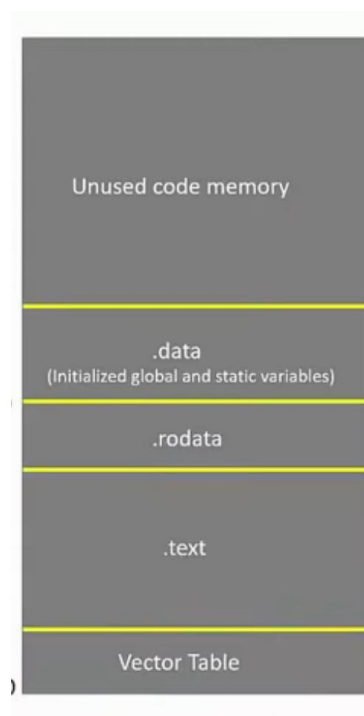 Unused code memory
.data
(Initialized global and static variables)
.rodata
.text
Vector Table